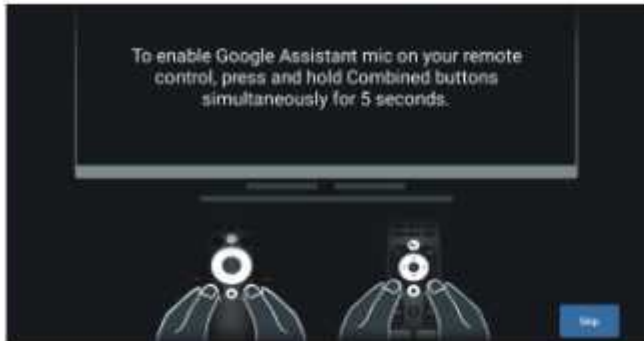 To enable Google Assistant mic on your remote
control, press and hold Combined buttons
simultaneously for 5 seconds.
Skip